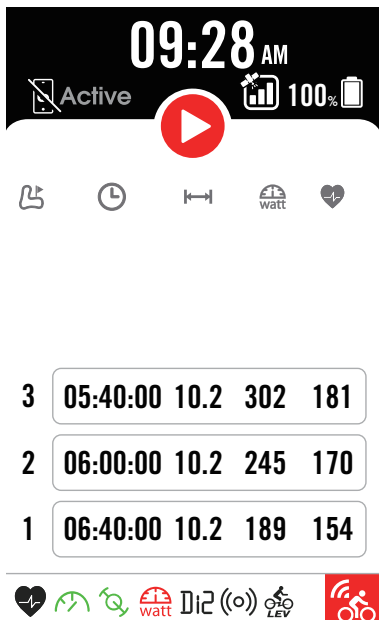 09:28 AM
Active 100%
watt
3 05:40:00 10.2 302 181
2 06:00:00 10.2 245 170
1 06:40:00 10.2 189 154
watt Di2 LEV